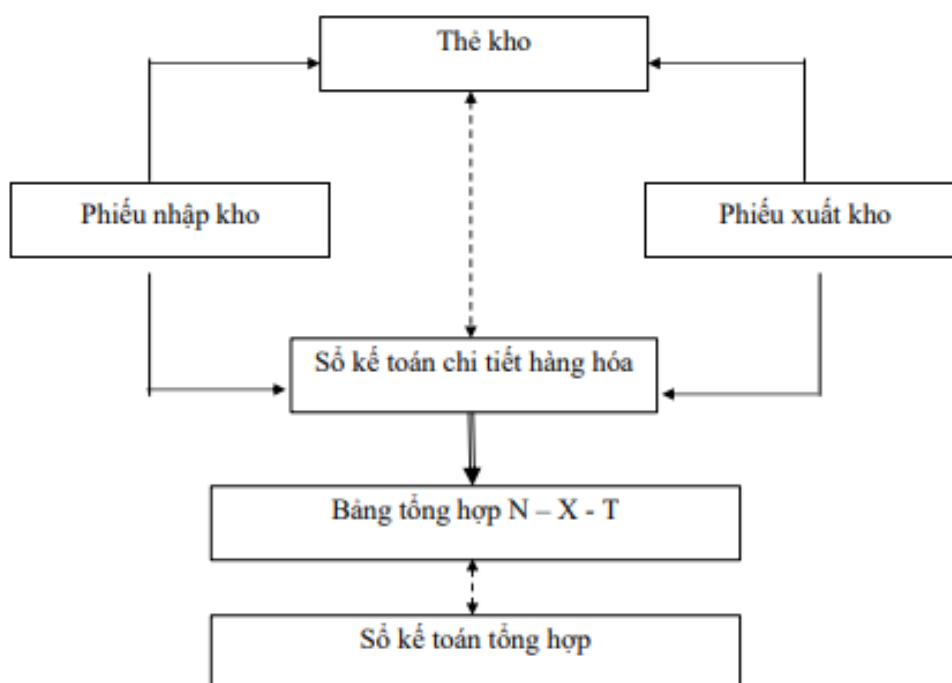 Thẻ kho
Phiếu nhập kho
Phiếu xuất kho
Sổ kế toán chi tiết hàng hóa
Bảng tổng hợp N – X - T
Sổ kế toán tổng hợp